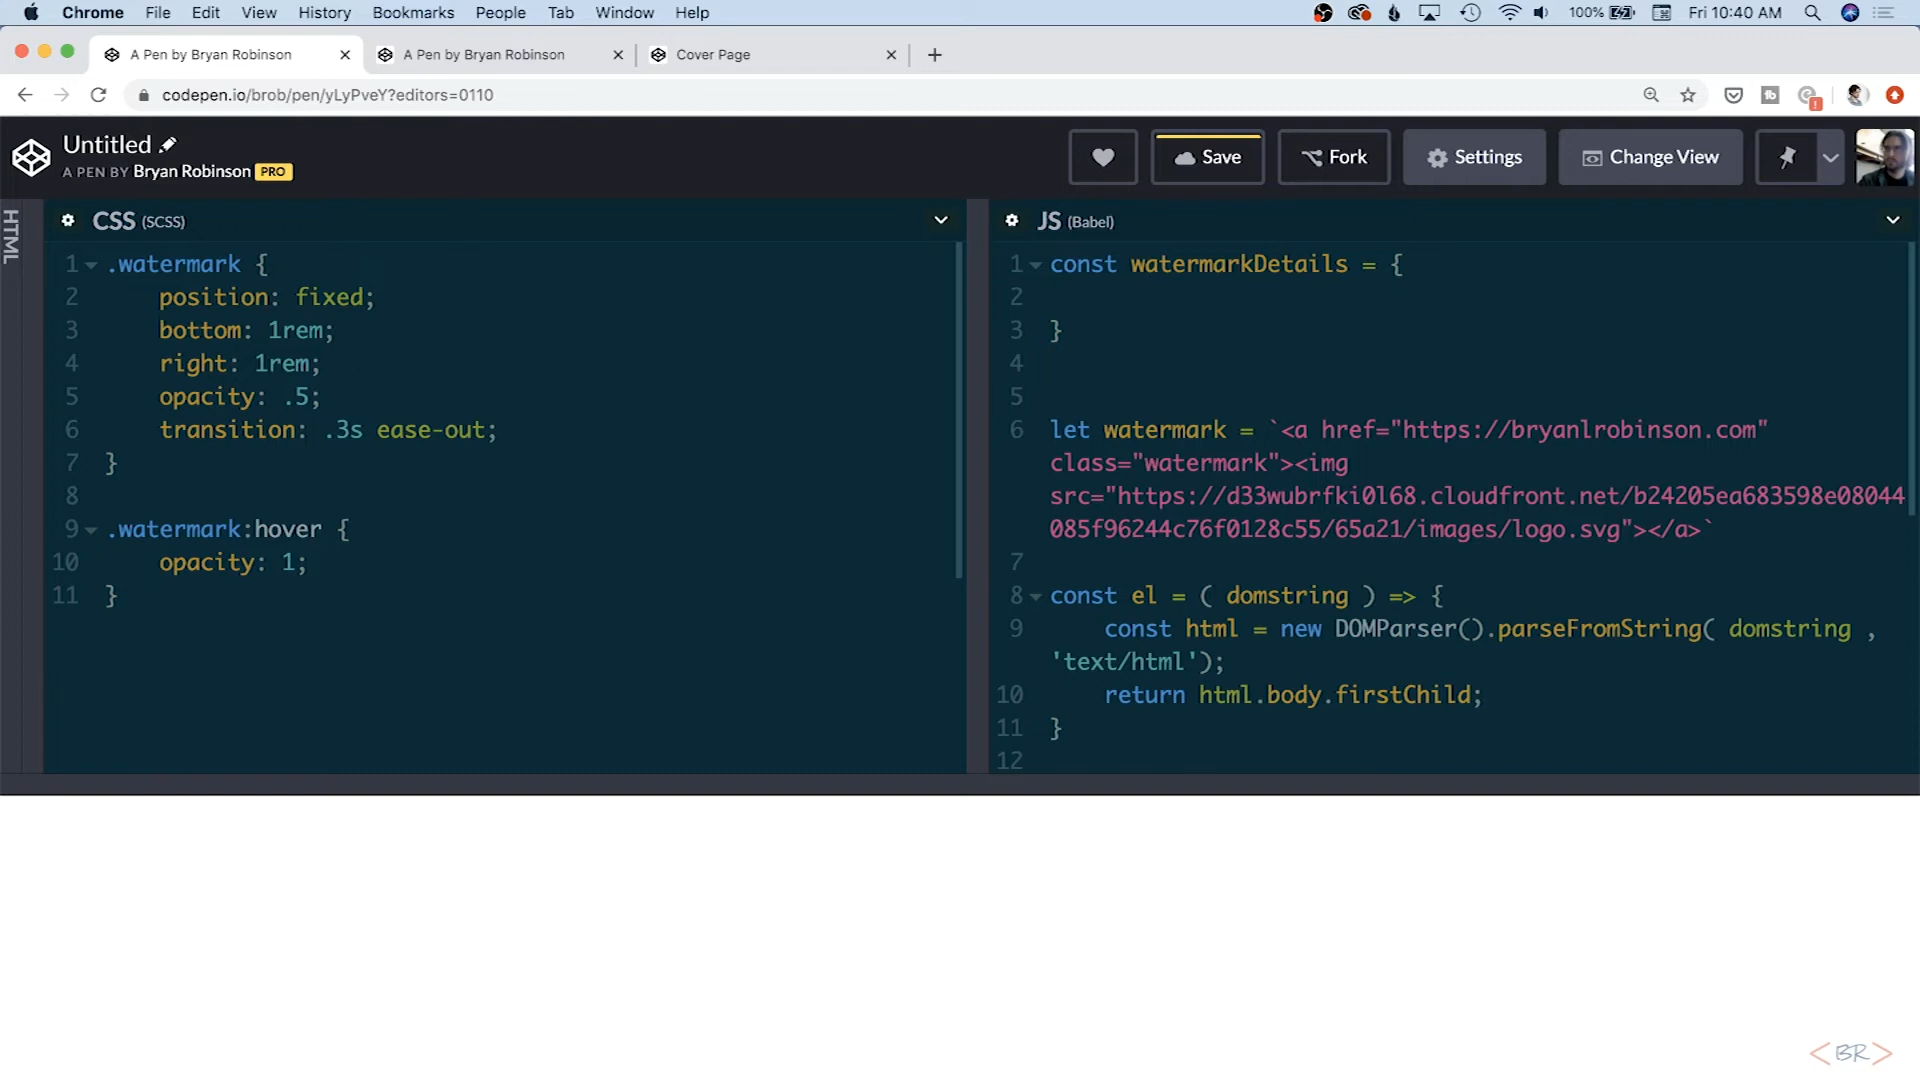 Chrome File Edit View History Bookmarks People Tab Window Help 100% Fri 10:40 AM
A Pen by Bryan Robinson A Pen by Bryan Robinson Cover Page
codepen.io/brob/pen/yLyPveY?editors=0110
Untitled
A PEN BY Bryan Robinson PRO
Save Fork Settings Change View
HTML
CSS (SCSS)
1 .watermark {
2 position: fixed;
3 bottom: 1rem;
4 right: 1rem;
5 opacity: .5;
6 transition: .3s ease-out;
7 }
8
9 .watermark:hover {
10 opacity: 1;
11 }
JS (Babel)
1 const watermarkDetails = {
2
3 }
4
5
6 let watermark = `<a href="https://bryanlrobinson.com"
class="watermark"><img
src="https://d33wubrfki0l68.cloudfront.net/b24205ea683598e08044
085f96244c76f0128c55/65a21/images/logo.svg"></a>`
7
8 const el = ( domstring ) => {
9 const html = new DOMParser().parseFromString( domstring ,
'text/html');
10 return html.body.firstChild;
11 }
12
<BR>